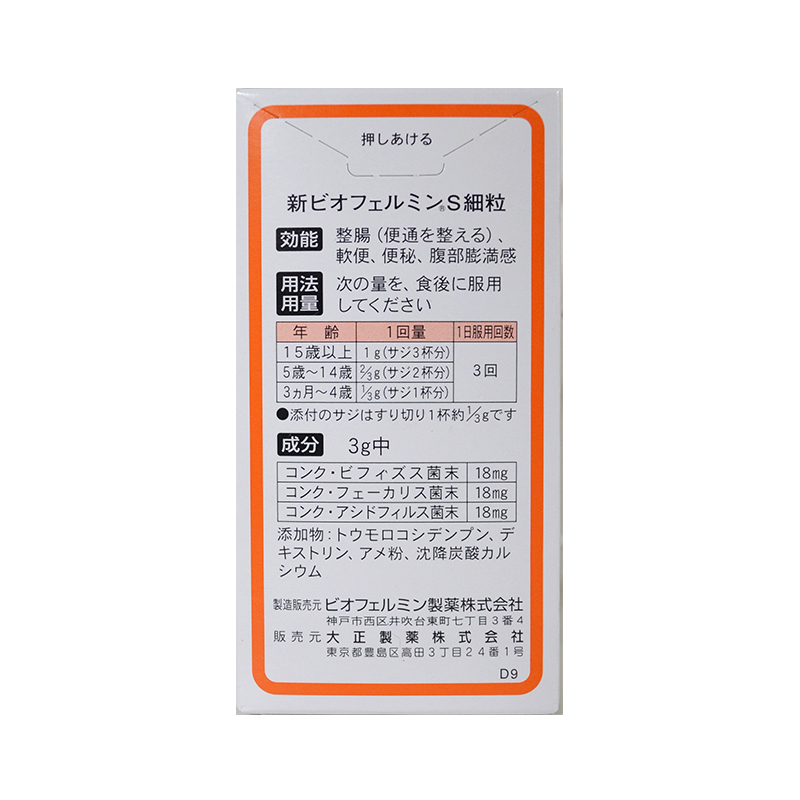 押しあける
新ビオフェルミン®S細粒
効能 整腸(便通を整える)、
軟便、便秘、腹部膨満感
用法 次の量を、食後に服用
用量 してください
年 齢 1回量 1日服用回数
15歳以上 1g(サジ3杯分)
5歳〜14歳 2/3g(サジ2杯分) 3回
3ヵ月〜4歳 1/3g(サジ1杯分)
●添付のサジはすり切り1杯約1/3gです
成分 3g中
コンク・ビフィズス菌末 18mg
コンク・フェーカリス菌末 18mg
コンク・アシドフィルス菌末 18mg
添加物:トウモロコシデンプン、デ
キストリン、アメ粉、沈降炭酸カル
シウム
製造販売元 ビオフェルミン製薬株式会社
神戸市西区井吹台東町七丁目3番4
販売元 大正製薬株式会社
東京都豊島区高田3丁目24番1号
D9